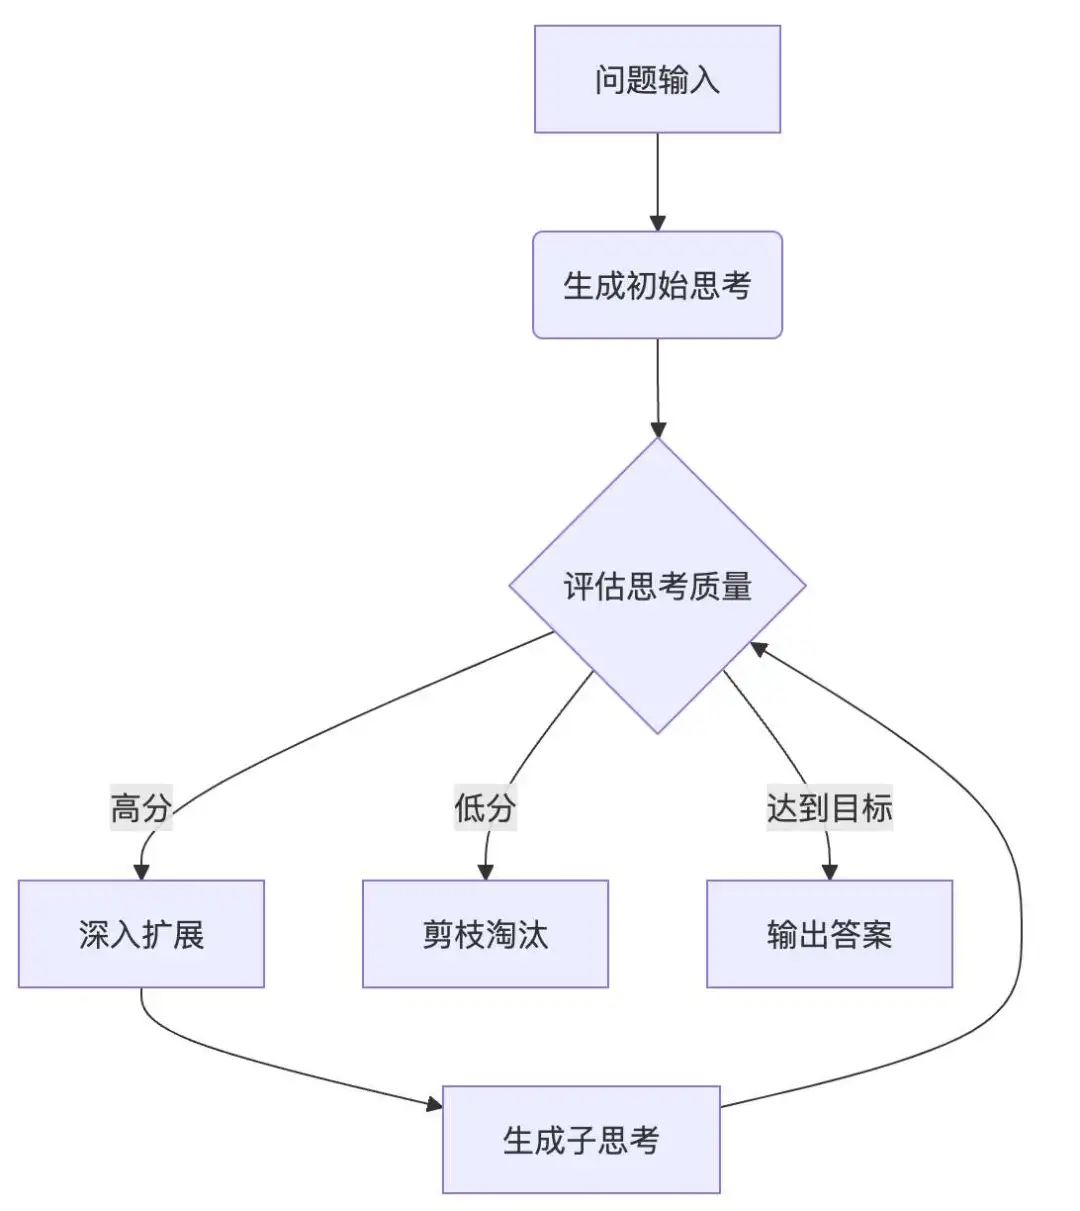 问题输入
生成初始思考
评估思考质量
高分
低分
达到目标
深入扩展
剪枝淘汰
输出答案
生成子思考